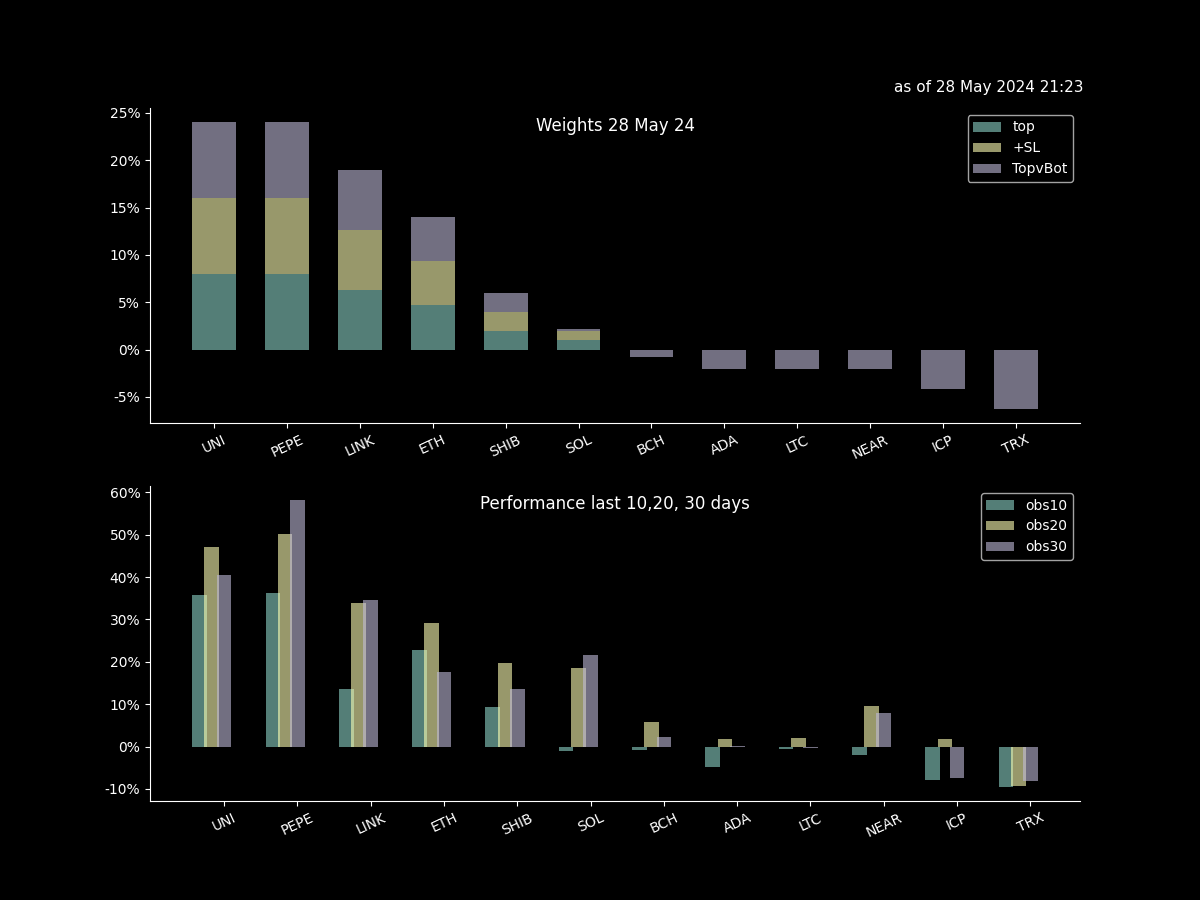 as of 28 May 2024 21:23
Weights 28 May 24
top
+SL
TopvBot
25%
20%
15%
10%
5%
0%
-5%
UNI PEPE LINK ETH SHIB SOL BCH ADA LTC NEAR ICP TRX
Performance last 10,20, 30 days
obs10
obs20
obs30
60%
50%
40%
30%
20%
10%
0%
-10%
UNI PEPE LINK ETH SHIB SOL BCH ADA LTC NEAR ICP TRX